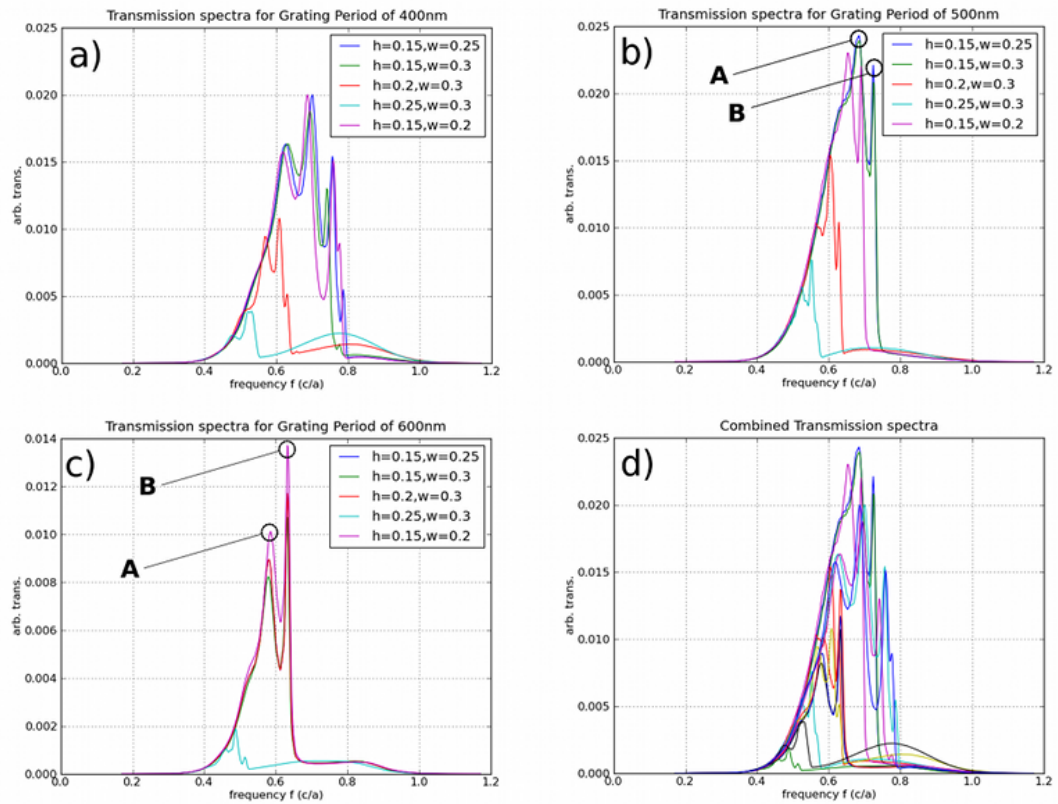 Transmission spectra for Grating Period of 400nm
a)
h=0.15,w=0.25
h=0.15,w=0.3
h=0.2,w=0.3
h=0.25,w=0.3
h=0.15,w=0.2
arb. trans.
0.025
0.020
0.015
0.010
0.005
0.000
0.0 0.2 0.4 0.6 0.8 1.0 1.2
frequency f (c/a)
Transmission spectra for Grating Period of 500nm
b)
A
B
h=0.15,w=0.25
h=0.15,w=0.3
h=0.2,w=0.3
h=0.25,w=0.3
h=0.15,w=0.2
arb. trans.
0.025
0.020
0.015
0.010
0.005
0.000
0.0 0.2 0.4 0.6 0.8 1.0 1.2
frequency f (c/a)
Transmission spectra for Grating Period of 600nm
c)
B
A
h=0.15,w=0.25
h=0.15,w=0.3
h=0.2,w=0.3
h=0.25,w=0.3
h=0.15,w=0.2
arb. trans.
0.014
0.012
0.010
0.008
0.006
0.004
0.002
0.000
0.0 0.2 0.4 0.6 0.8 1.0 1.2
frequency f (c/a)
Combined Transmission spectra
d)
arb. trans.
0.025
0.020
0.015
0.010
0.005
0.000
0.0 0.2 0.4 0.6 0.8 1.0 1.2
frequency f (c/a)